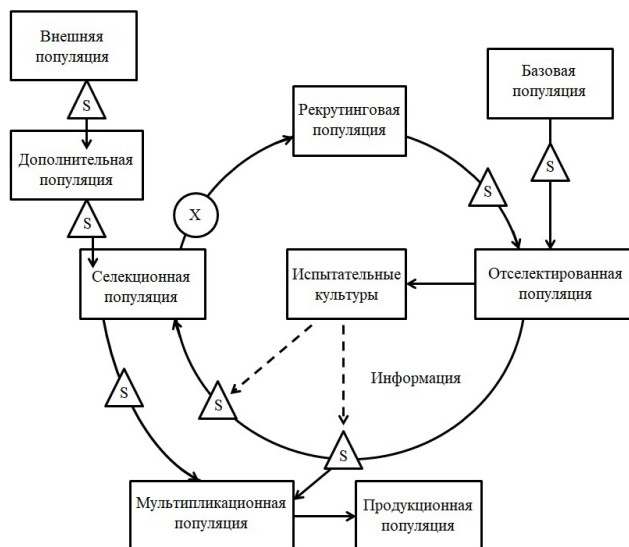 Внешняя
популяция
S
Дополнительная
популяция
S
Селекционная
популяция
X
Рекрутинговая
популяция
S
Базовая
популяция
S
Отселектированная
популяция
Испытательные
культуры
Информация
S
S
S
Мультипликационная
популяция
Продукционная
популяция